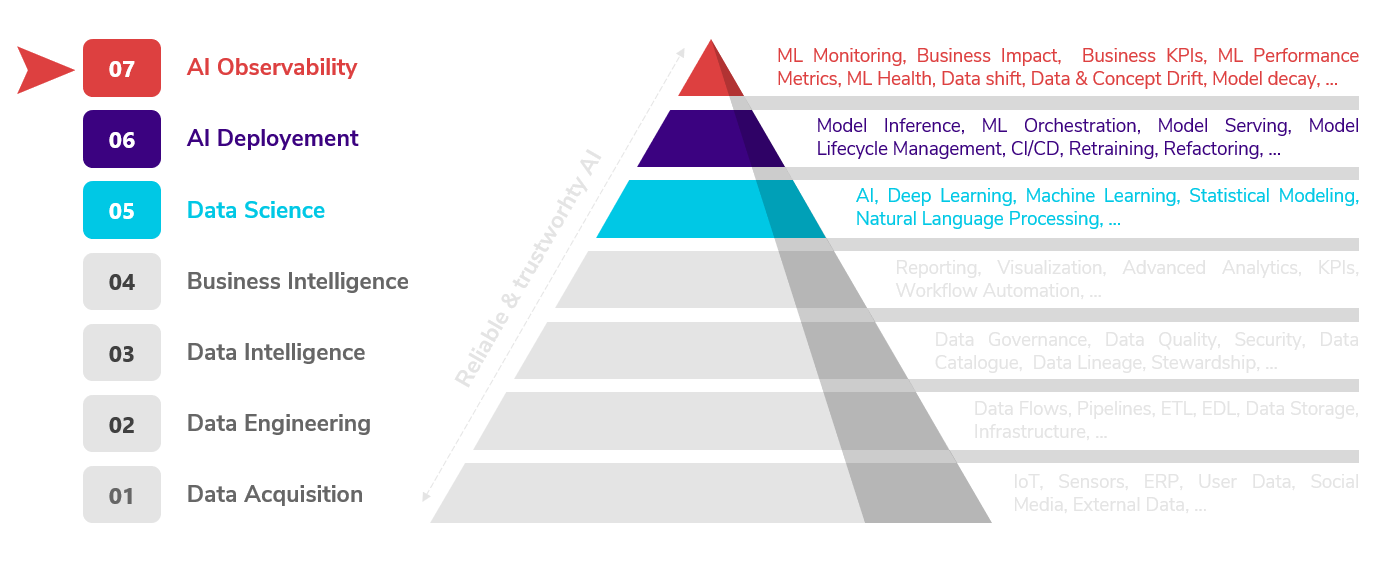 07
AI Observability
ML Monitoring, Business Impact, Business KPIs, ML Performance
Metrics, ML Health, Data shift, Data & Concept Drift, Model decay, ...
06
AI Deployement
Model Inference, ML Orchestration, Model Serving, Model
Lifecycle Management, CI/CD, Retraining, Refactoring, ...
05
Data Science
AI, Deep Learning, Machine Learning, Statistical Modeling,
Natural Language Processing, ...
04
Business Intelligence
Reporting, Visualization, Advanced Analytics, KPIs,
Workflow Automation, ...
03
Data Intelligence
Data Governance, Data Quality, Security, Data
Catalogue, Data Lineage, Stewardship, ...
02
Data Engineering
Data Flows, Pipelines, ETL, EDL, Data Storage,
Infrastructure, ...
01
Data Acquisition
IoT, Sensors, ERP, User Data, Social
Media, External Data, ...
Reliable & trustworhty AI